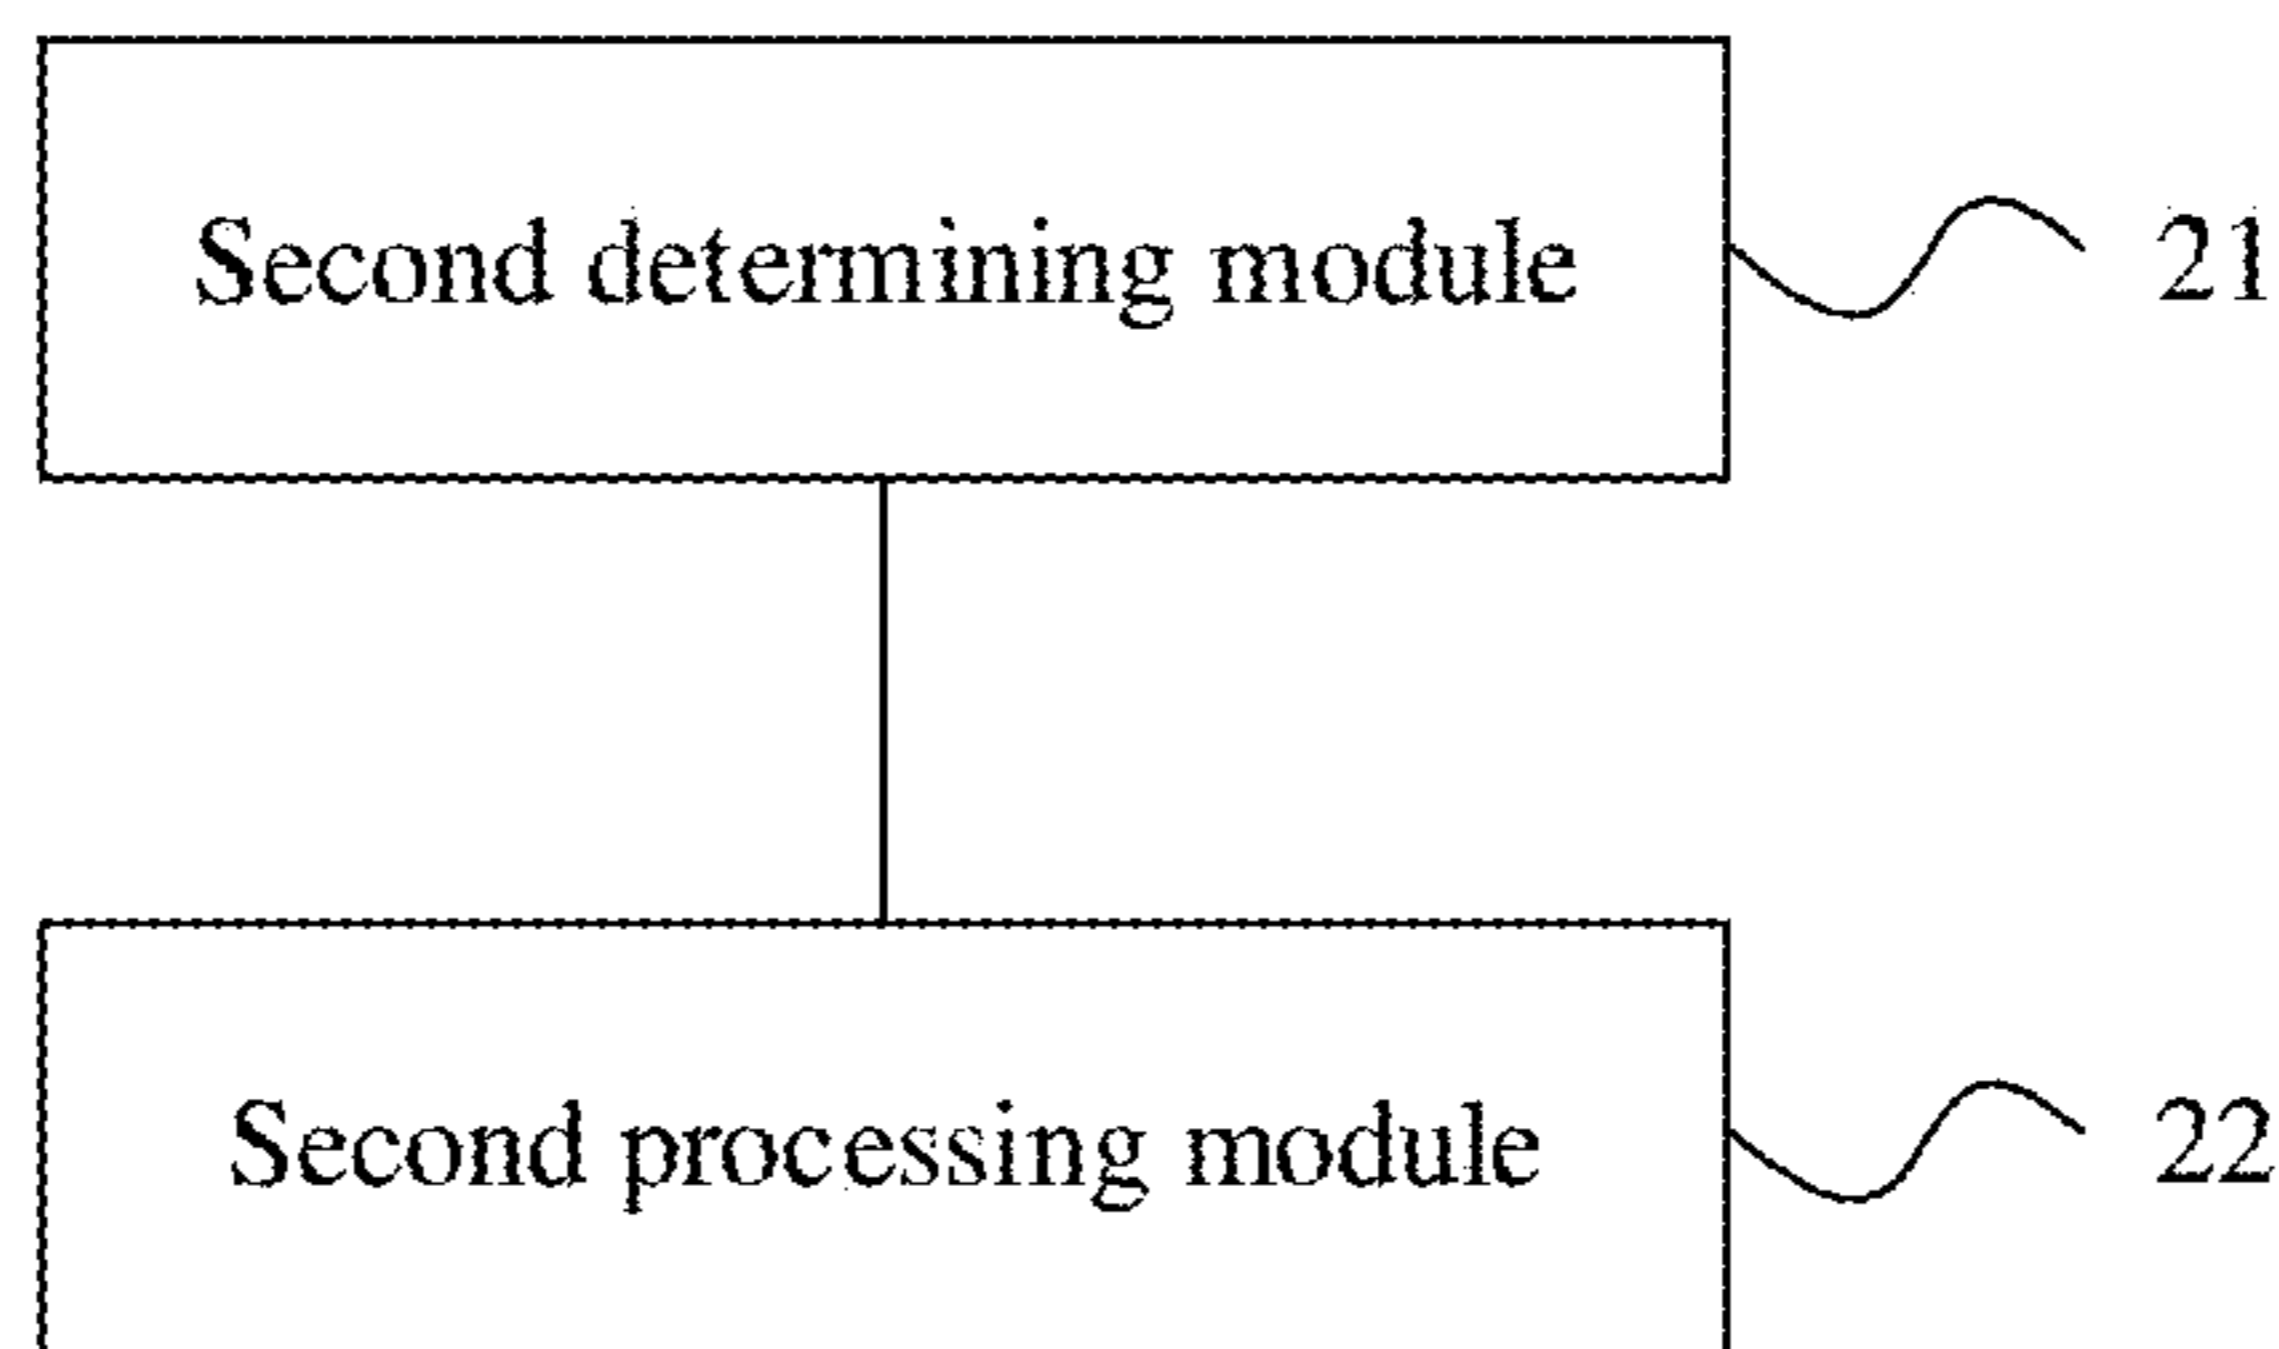 Second determining module 21
Second processing module 22